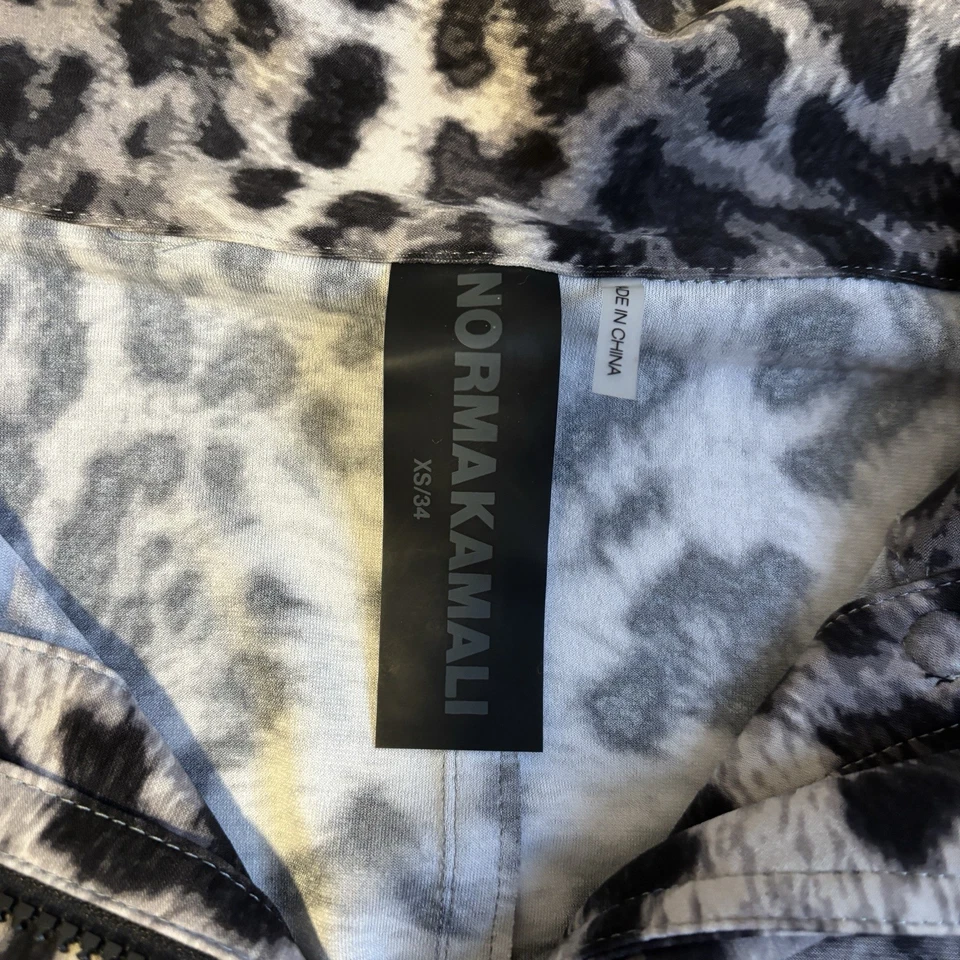 NORMAKAMALI
XS/34
DE IN CHINA